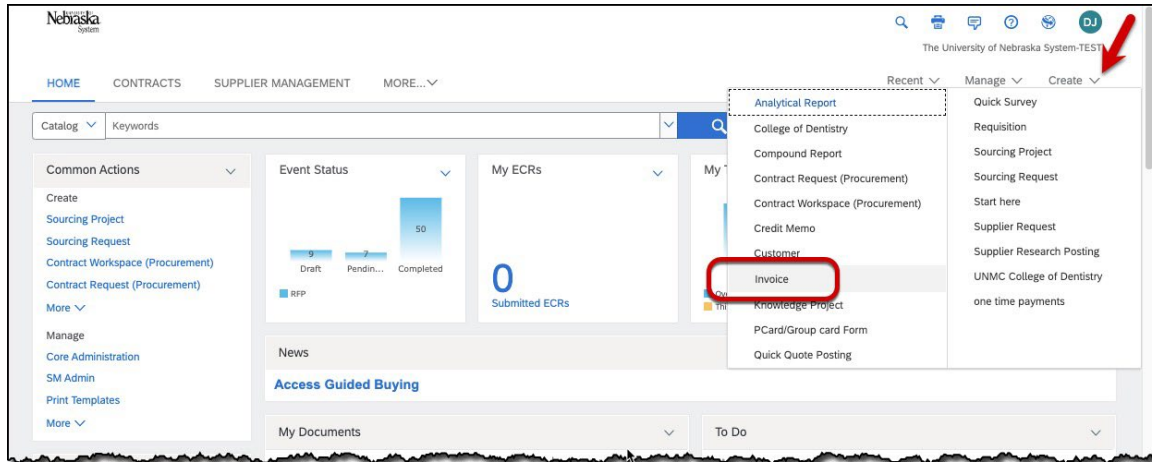 Nebraska
System
DJ
The University of Nebraska System-TEST
HOME CONTRACTS SUPPLIER MANAGEMENT MORE...
Recent Manage Create
Catalog Keywords
Common Actions
Create
Sourcing Project
Sourcing Request
Contract Workspace (Procurement)
Contract Request (Procurement)
More
Manage
Core Administration
SM Admin
Print Templates
More
Event Status
50
9
7
Draft Pendin... Completed
RFP
My ECRs
0
Submitted ECRs
My
Analytical Report
College of Dentistry
Compound Report
Contract Request (Procurement)
Contract Workspace (Procurement)
Credit Memo
Customer
Invoice
Knowledge Project
PCard/Group card Form
Quick Quote Posting
Quick Survey
Requisition
Sourcing Project
Sourcing Request
Start here
Supplier Request
Supplier Research Posting
UNMC College of Dentistry
one time payments
News
Access Guided Buying
My Documents
To Do